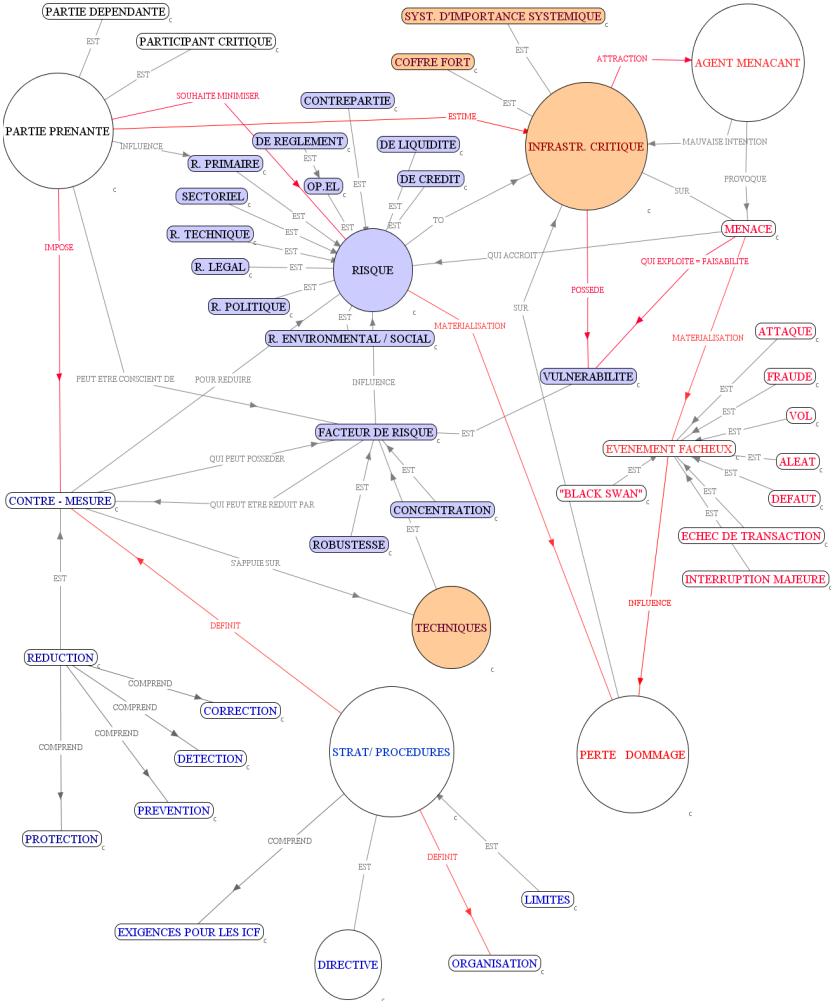 PARTIE DEPENDANTE
c
SYST. D'IMPORTANCE SYSTEMIQUE
c
EST
PARTICIPANT CRITIQUE
c
EST
EST
COFFRE FORT
c
ATTRACTION
AGENT MENACANT
c
EST
SOUHAITE MINIMISER
CONTREPARTIE
c
EST
ESTIME
PARTIE PRENANTE
c
INFLUENCE
DE REGLEMENT
c
DE LIQUIDITE
c
INFRASTR. CRITIQUE
c
MAUVAISE INTENTION
R. PRIMAIRE
c
EST
OP.EL
c
EST
DE CREDIT
c
PROVOQUE
SECTORIEL
c
EST
EST
SUR
EST
EST
EST
TO
R. TECHNIQUE
c
EST
MENACE
c
IMPOSE
QUI ACCROIT
QUI EXPLOITE = FAISABILITE
R. LEGAL
c
EST
RISQUE
c
EST
POSSEDE
R. POLITIQUE
c
EST
SUR
MATERIALISATION
R. ENVIRONMENTAL / SOCIAL
c
MATERIALISATION
ATTAQUE
c
PEUT ETRE CONSCIENT DE
POUR REDUIRE
INFLUENCE
VULNERABILITE
c
EST
FRAUDE
c
EST
VOL
c
FACTEUR DE RISQUE
c
EST
EST
EVENEMENT FACHEUX
c
QUI PEUT POSSEDER
EST
ALEAT
c
EST
EST
EST
EST
"BLACK SWAN"
c
EST
DEFAUT
c
CONTRE - MESURE
c
QUI PEUT ETRE REDUIT PAR
CONCENTRATION
c
EST
EST
ROBUSTESSE
c
ECHEC DE TRANSACTION
c
S'APPUIE SUR
EST
INTERRUPTION MAJEURE
c
INFLUENCE
DEFINIT
TECHNIQUES
c
REDUCTION
c
COMPREND
COMPREND
CORRECTION
c
COMPREND
COMPREND
DETECTION
c
STRAT/ PROCEDURES
c
PERTE DOMMAGE
c
PREVENTION
c
PROTECTION
c
COMPREND
EST
DEFINIT
EST
LIMITES
c
EXIGENCES POUR LES ICF
c
DIRECTIVE
c
ORGANISATION
c